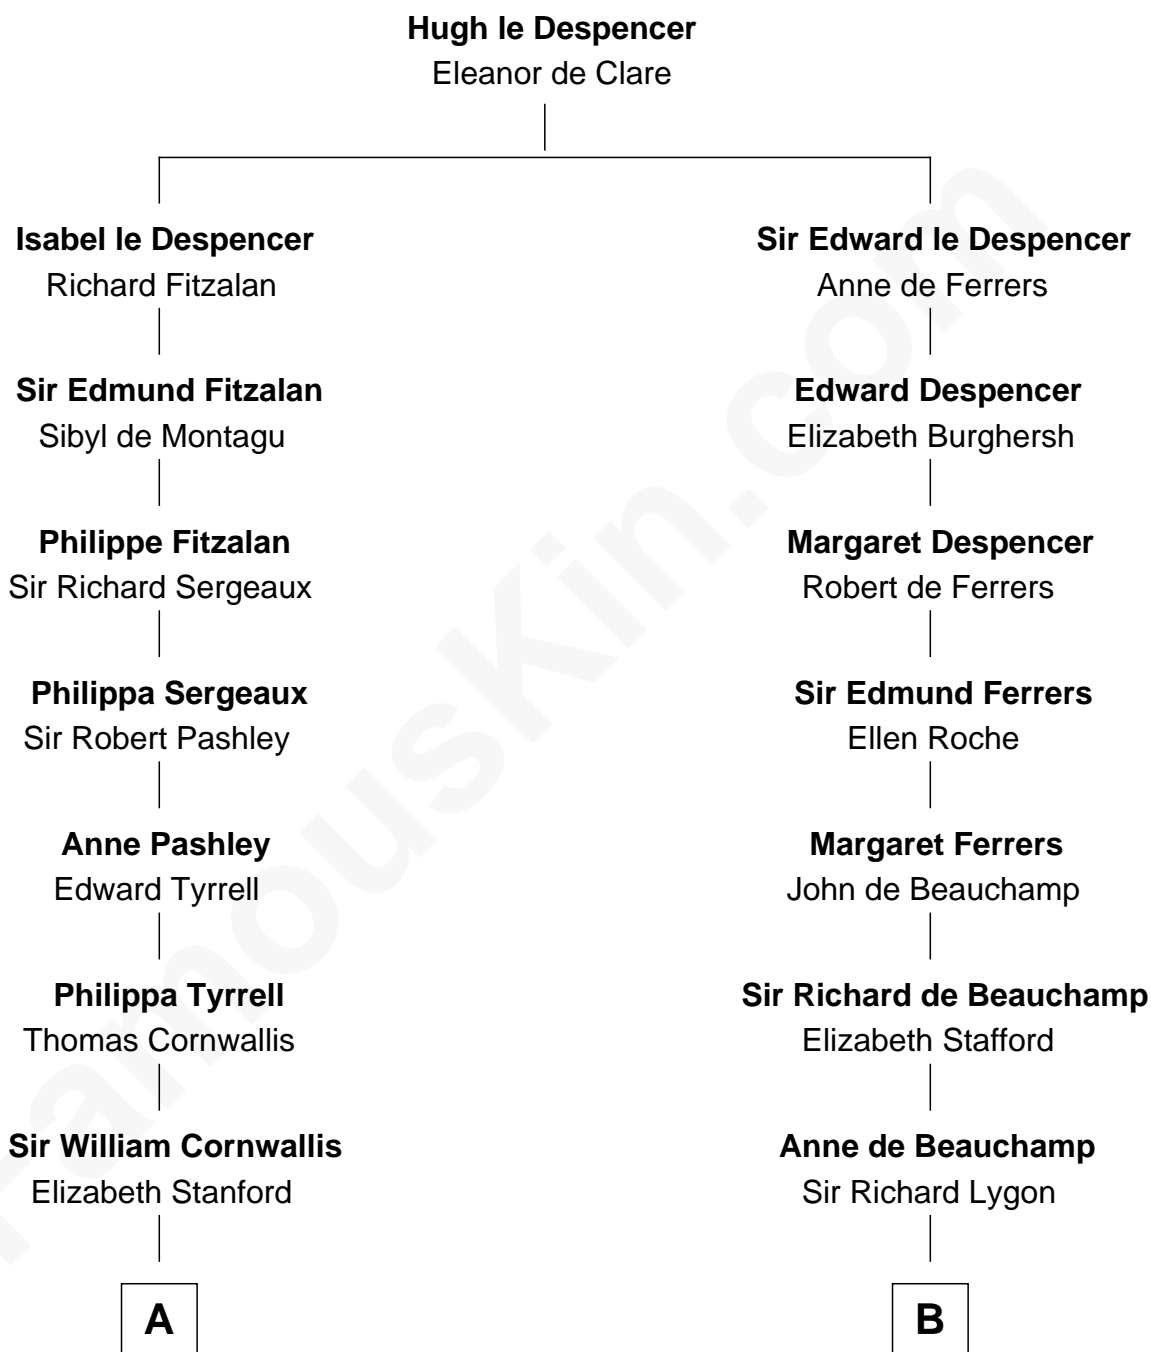 Hugh le Despencer
Eleanor de Clare
Isabel le Despencer
Richard Fitzalan
Sir Edward le Despencer
Anne de Ferrers
Sir Edmund Fitzalan
Sibyl de Montagu
Edward Despencer
Elizabeth Burghersh
Philippe Fitzalan
Sir Richard Sergeaux
Margaret Despencer
Robert de Ferrers
Philippa Sergeaux
Sir Robert Pashley
Sir Edmund Ferrers
Ellen Roche
Anne Pashley
Edward Tyrrell
Margaret Ferrers
John de Beauchamp
Philippa Tyrrell
Thomas Cornwallis
Sir Richard de Beauchamp
Elizabeth Stafford
Sir William Cornwallis
Elizabeth Stanford
Anne de Beauchamp
Sir Richard Lygon
A
B
FamousKin.com